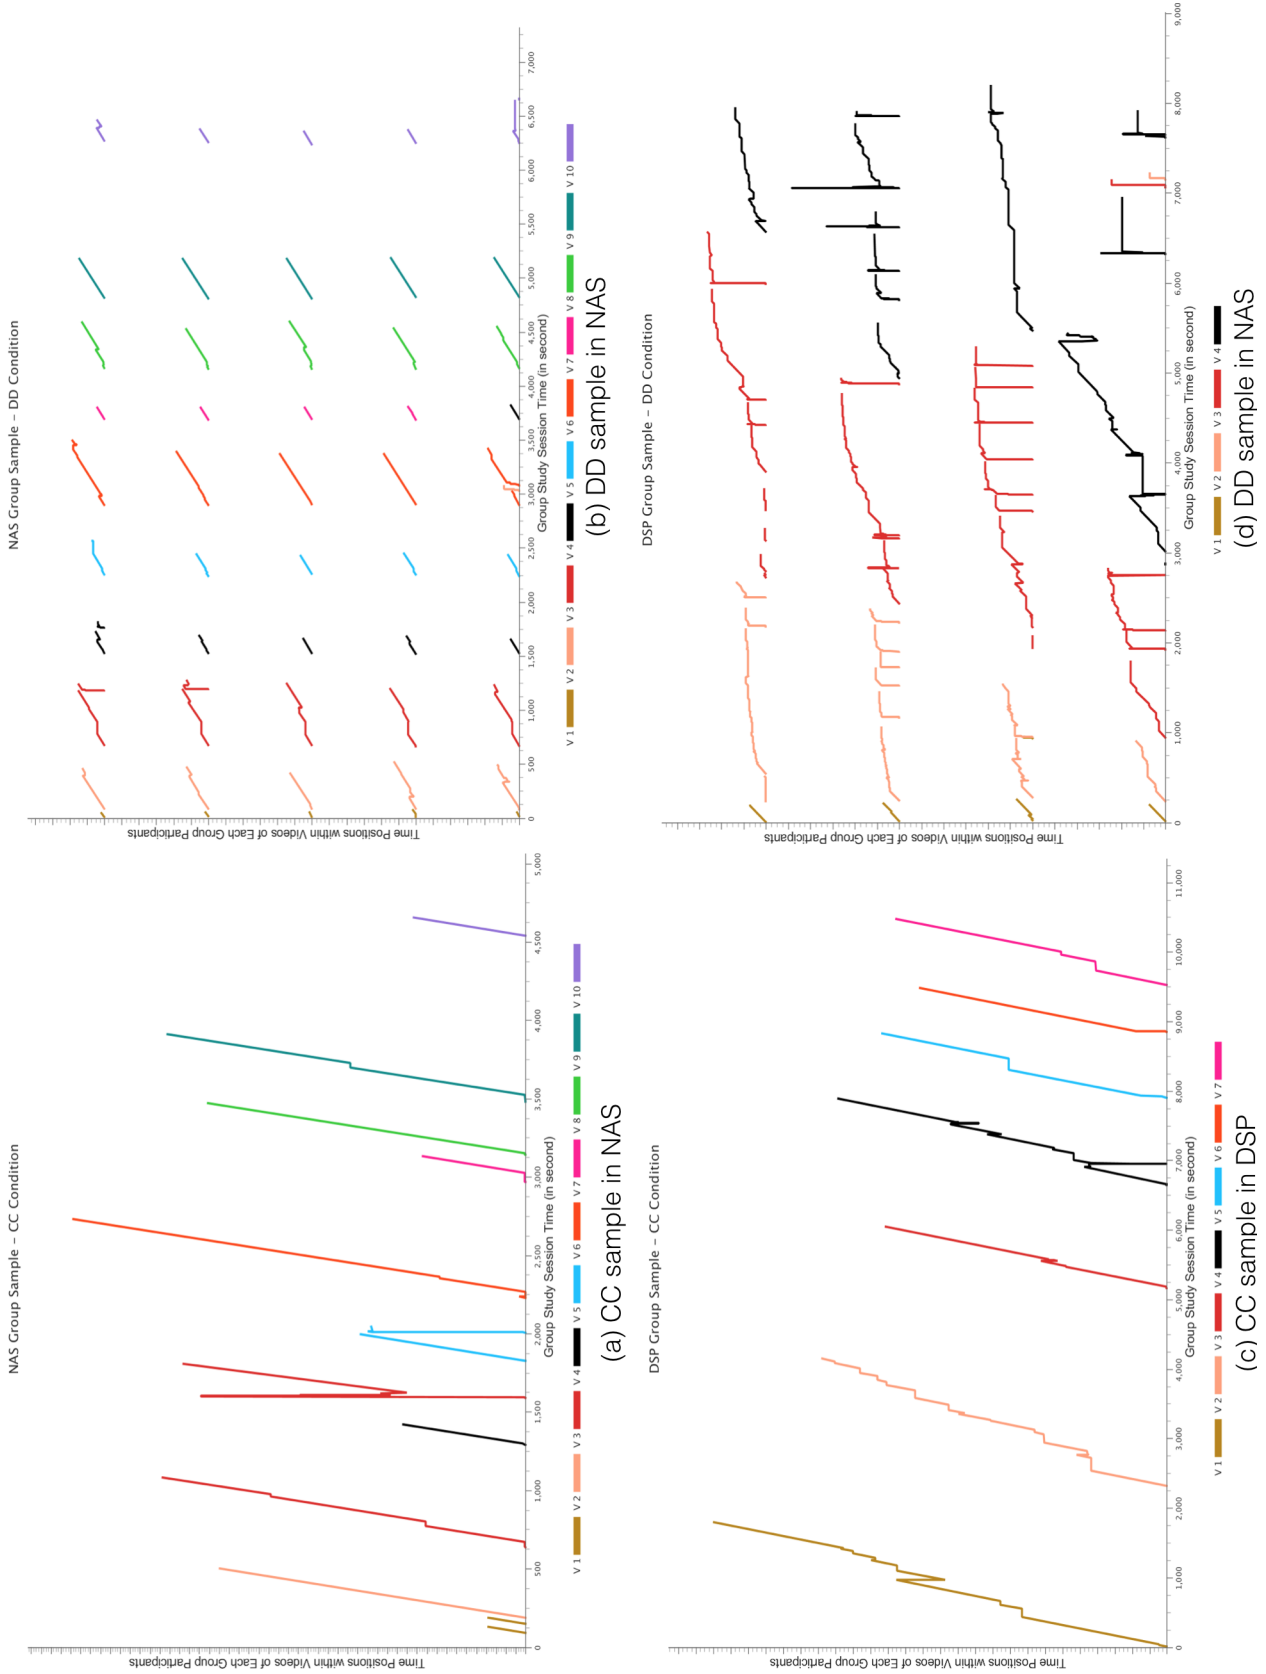 NAS Group Sample – CC Condition
Time Positions within Videos of Each Group Participants
0 500 1,000 1,500 2,000 2,500 3,000 3,500 4,000 4,500 5,000
Group Study Session Time (in second)
V 1 V 2 V 3 V 4 V 5 V 6 V 7 V 8 V 9 V 10
(a) CC sample in NAS
NAS Group Sample – DD Condition
Time Positions within Videos of Each Group Participants
0 500 1,000 1,500 2,000 2,500 3,000 3,500 4,000 4,500 5,000 5,500 6,000 6,500 7,000
Group Study Session Time (in second)
V 1 V 2 V 3 V 4 V 5 V 6 V 7 V 8 V 9 V 10
(b) DD sample in NAS
DSP Group Sample – CC Condition
Time Positions within Videos of Each Group Participants
0 1,000 2,000 3,000 4,000 5,000 6,000 7,000 8,000 9,000 10,000 11,000
Group Study Session Time (in second)
V 1 V 2 V 3 V 4 V 5 V 6 V 7
(c) CC sample in DSP
DSP Group Sample – DD Condition
Time Positions within Videos of Each Group Participants
0 1,000 2,000 3,000 4,000 5,000 6,000 7,000 8,000 9,000
Group Study Session Time (in second)
V 1 V 2 V 3 V 4
(d) DD sample in NAS